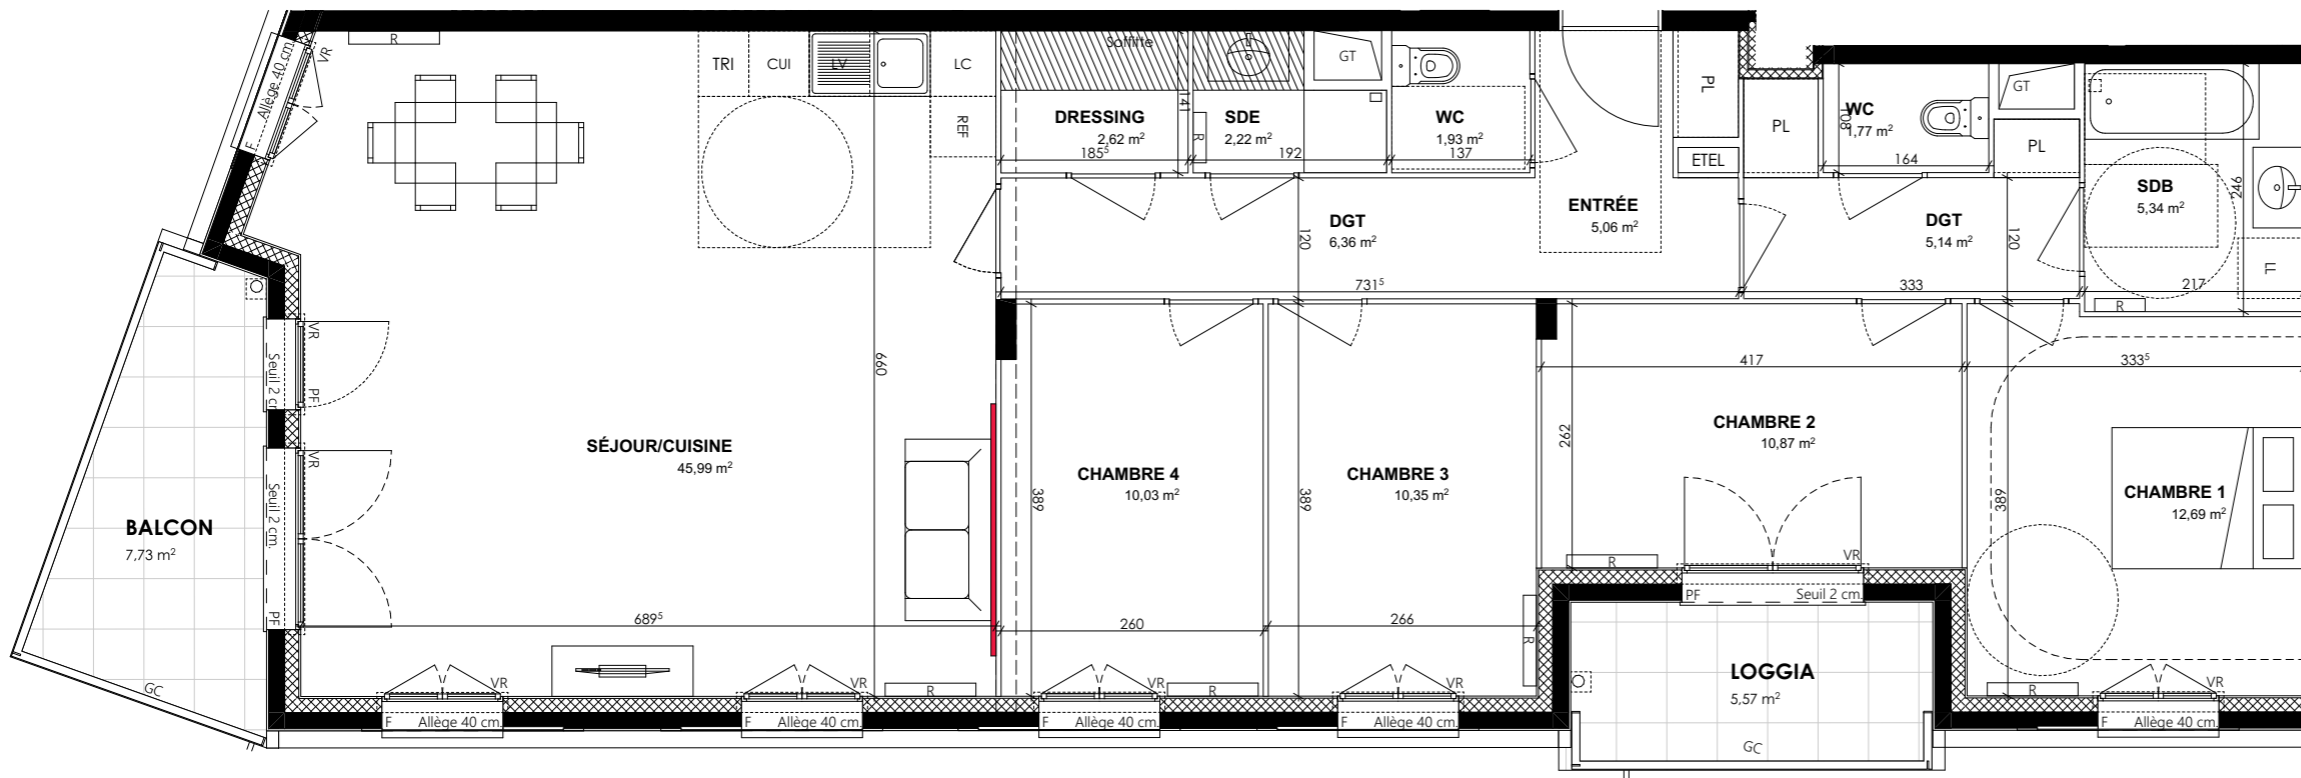 R
VR
Allège 40 cm.
F
TRI
CUI
LV
LC
REF
Soffitte
DRESSING
2,62 m²
185⁵
141
SDE
2,22 m²
192
R
GT
WC
1,93 m²
137
ENTRÉE
5,06 m²
PL
ETEL
PL
WC
1,77 m²
108
164
GT
PL
SDB
5,34 m²
246
LL
217
R
DGT
6,36 m²
120
731⁵
DGT
5,14 m²
120
333
VR
PF
Seuil 2 cm
VR
PF
Seuil 2 cm.
BALCON
7,73 m²
GC
SÉJOUR/CUISINE
45,99 m²
660
689⁵
CHAMBRE 4
10,03 m²
389
260
CHAMBRE 3
10,35 m²
389
266
R
CHAMBRE 2
10,87 m²
417
262
R
VR
PF
Seuil 2 cm.
CHAMBRE 1
12,69 m²
333⁵
389
LOGGIA
5,57 m²
GC
VR
F
Allège 40 cm.
VR
F
Allège 40 cm.
R
VR
F
Allège 40 cm.
R
VR
F
Allège 40 cm.
R
VR
F
Allège 40 cm.